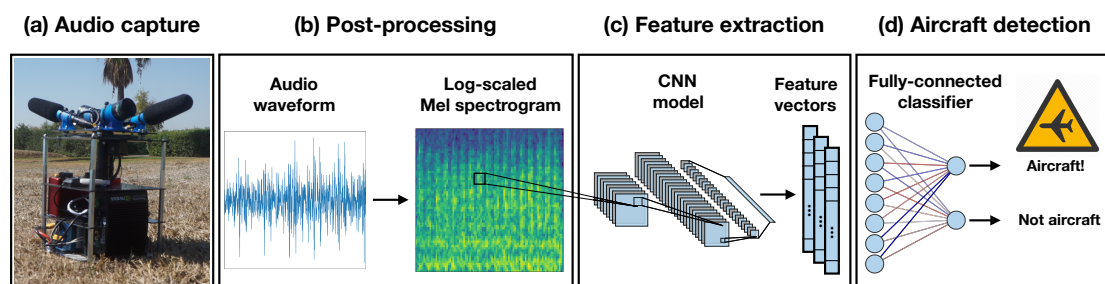 (a) Audio capture
(b) Post-processing
(c) Feature extraction
(d) Aircraft detection
Audio
waveform
Log-scaled
Mel spectrogram
CNN
model
Feature
vectors
Fully-connected
classifier
Aircraft!
Not aircraft